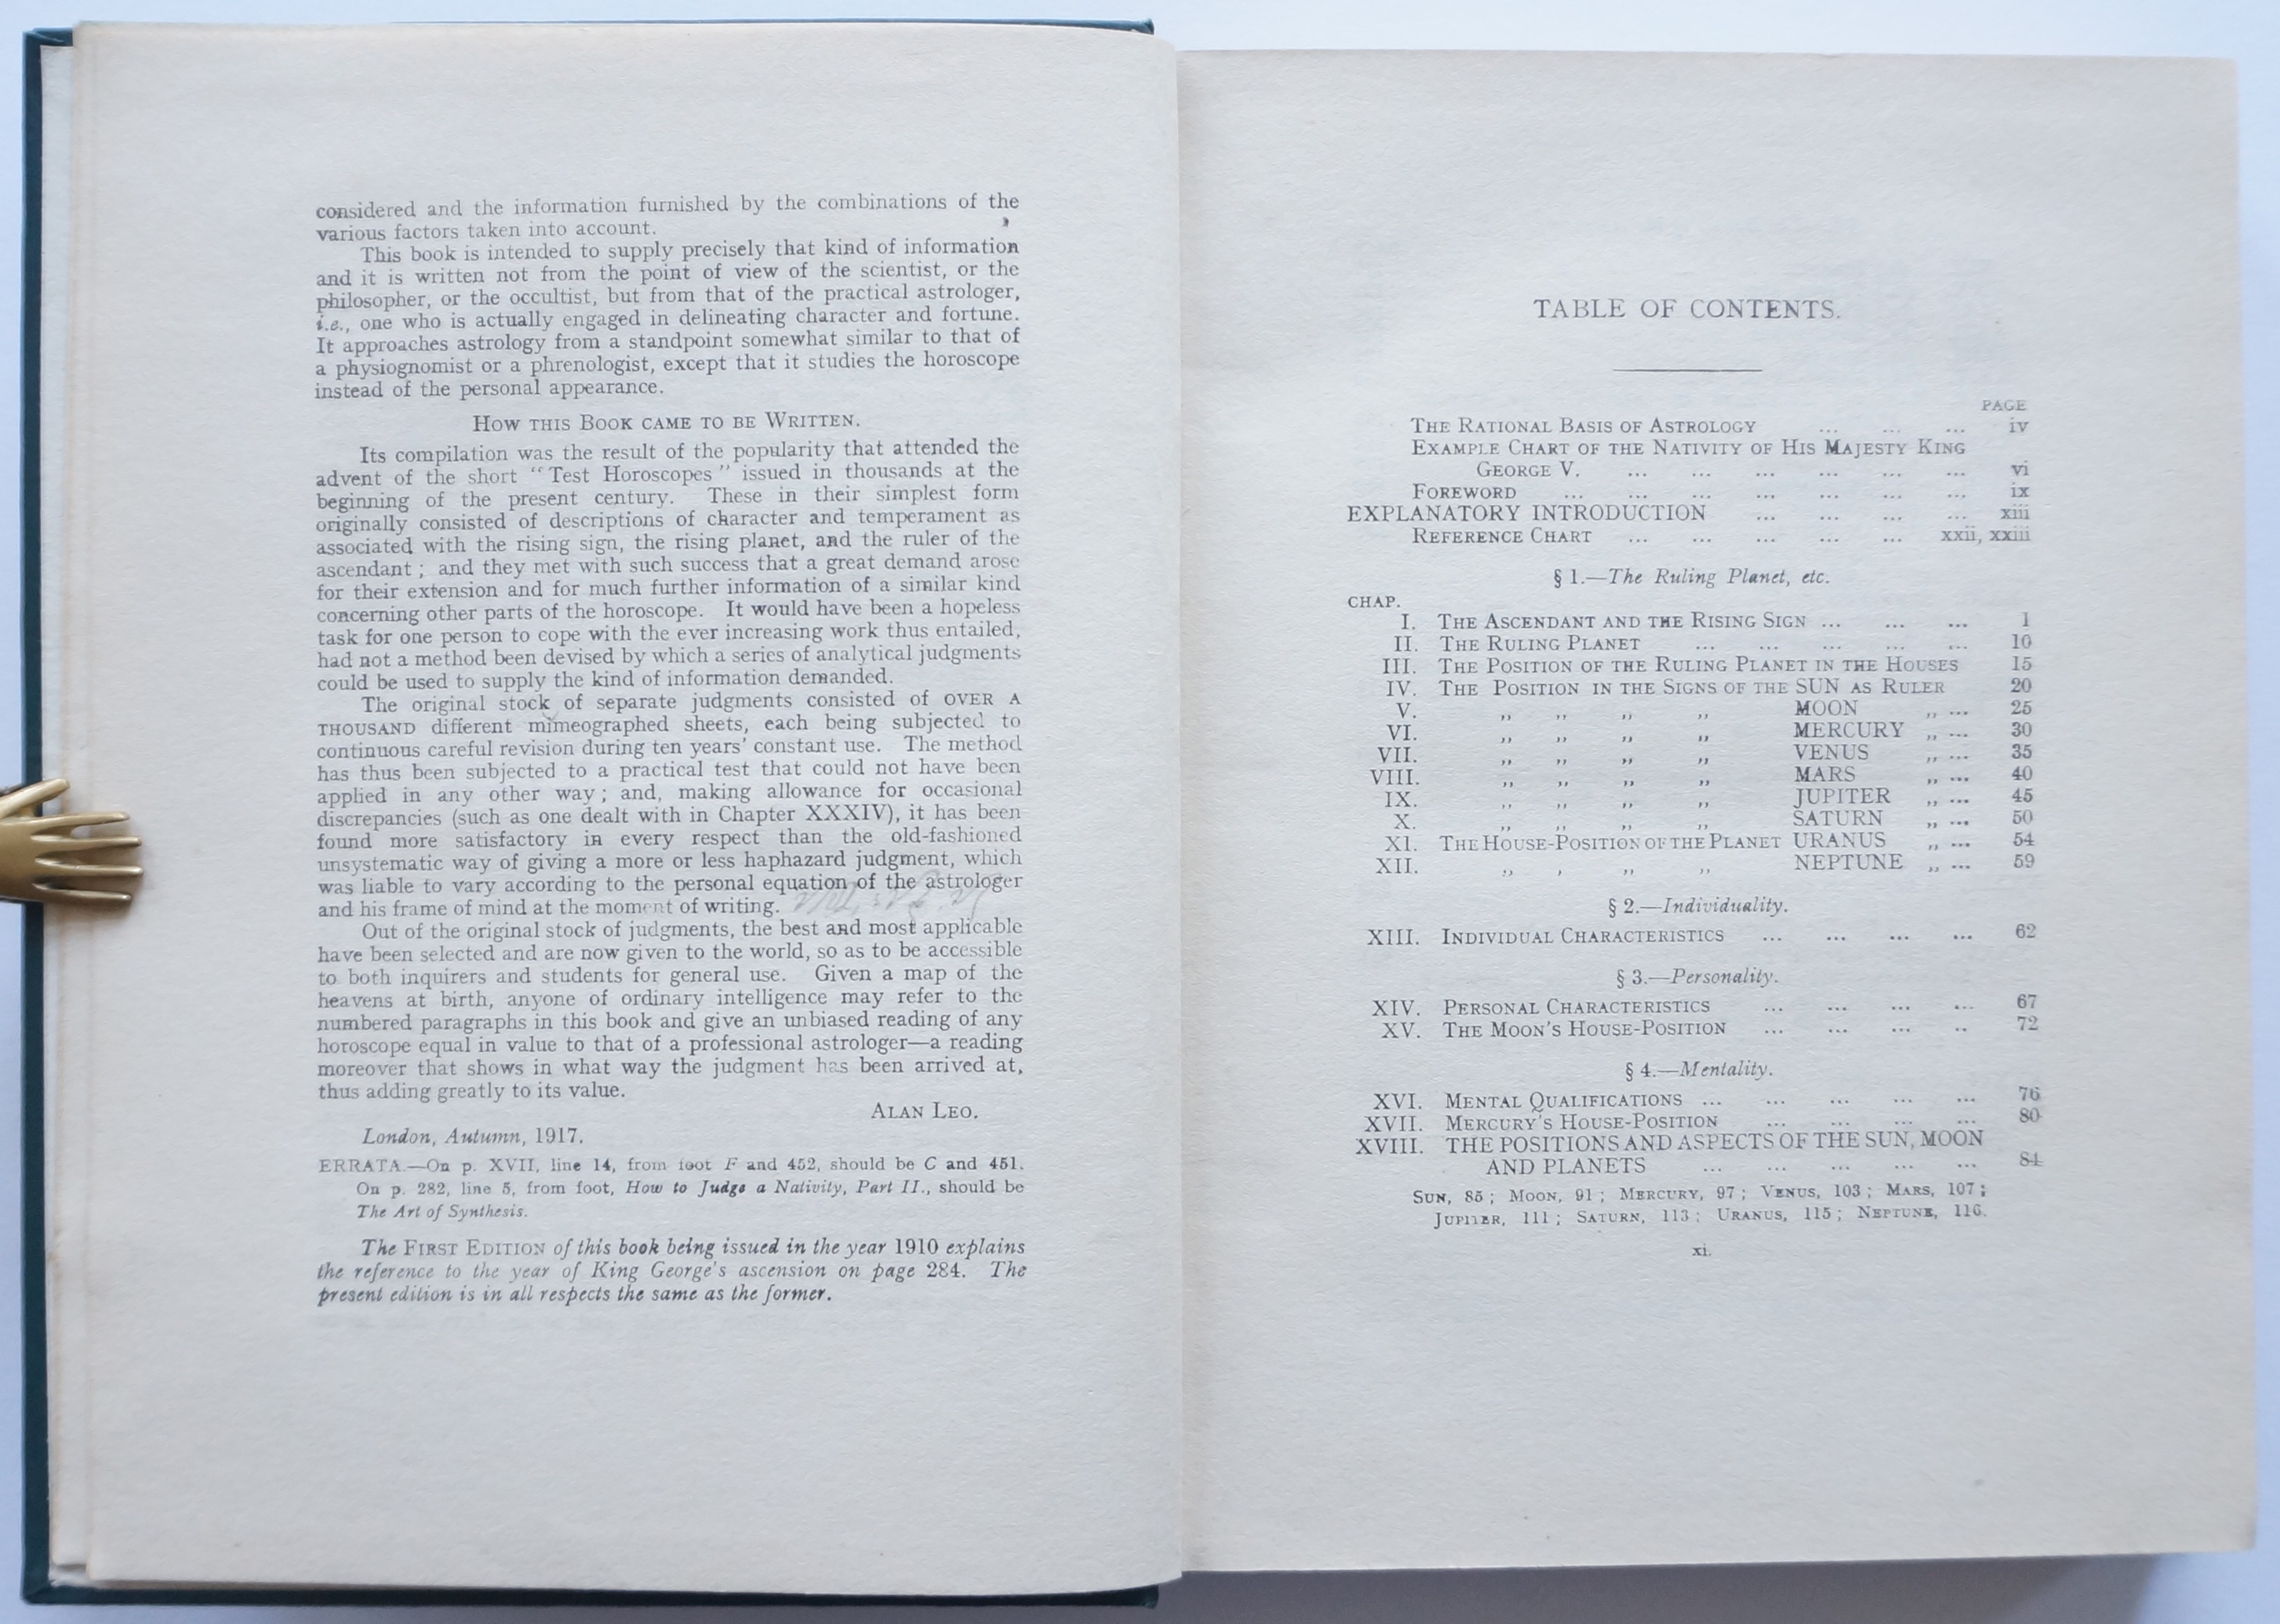 considered and the information furnished by the combinations of the
various factors taken into account.
This book is intended to supply precisely that kind of information
and it is written not from the point of view of the scientist, or the
philosopher, or the occultist, but from that of the practical astrologer,
i.e., one who is actually engaged in delineating character and fortune.
It approaches astrology from a standpoint somewhat similar to that of
a physiognomist or a phrenologist, except that it studies the horoscope
instead of the personal appearance.
How this Book came to be Written.
Its compilation was the result of the popularity that attended the
advent of the short "Test Horoscopes" issued in thousands at the
beginning of the present century. These in their simplest form
originally consisted of descriptions of character and temperament as
associated with the rising sign, the rising planet, and the ruler of the
ascendant; and they met with such success that a great demand arose
for their extension and for much further information of a similar kind
concerning other parts of the horoscope. It would have been a hopeless
task for one person to cope with the ever increasing work thus entailed,
had not a method been devised by which a series of analytical judgments
could be used to supply the kind of information demanded.
The original stock of separate judgments consisted of OVER A
THOUSAND different mimeographed sheets, each being subjected to
continuous careful revision during ten years' constant use. The method
has thus been subjected to a practical test that could not have been
applied in any other way; and, making allowance for occasional
discrepancies (such as one dealt with in Chapter XXXIV), it has been
found more satisfactory in every respect than the old-fashioned
unsystematic way of giving a more or less haphazard judgment, which
was liable to vary according to the personal equation of the astrologer
and his frame of mind at the moment of writing.
Out of the original stock of judgments, the best and most applicable
have been selected and are now given to the world, so as to be accessible
to both inquirers and students for general use. Given a map of the
heavens at birth, anyone of ordinary intelligence may refer to the
numbered paragraphs in this book and give an unbiased reading of any
horoscope equal in value to that of a professional astrologer—a reading
moreover that shows in what way the judgment has been arrived at,
thus adding greatly to its value.
Alan Leo.
London, Autumn, 1917.
ERRATA.—On p. XVII, line 14, from foot F and 452, should be C and 451.
On p. 282, line 5, from foot, How to Judge a Nativity, Part II., should be
The Art of Synthesis.
The First Edition of this book being issued in the year 1910 explains
the reference to the year of King George's ascension on page 284. The
present edition is in all respects the same as the former.
TABLE OF CONTENTS.
PAGE
The Rational Basis of Astrology ... ... ... iv
Example Chart of the Nativity of His Majesty King
George V. ... ... ... ... ... ... vi
Foreword ... ... ... ... ... ... ... ix
EXPLANATORY INTRODUCTION ... ... ... ... xiii
Reference Chart ... ... ... ... ... xxii, xxiii
§ 1.—The Ruling Planet, etc.
CHAP.
I. The Ascendant and the Rising Sign ... ... ... 1
II. The Ruling Planet ... ... ... ... ... 10
III. The Position of the Ruling Planet in the Houses 15
IV. The Position in the Signs of the SUN as Ruler 20
V. ,, ,, ,, ,, MOON ,, ... 25
VI. ,, ,, ,, ,, MERCURY ,, ... 30
VII. ,, ,, ,, ,, VENUS ,, ... 35
VIII. ,, ,, ,, ,, MARS ,, ... 40
IX. ,, ,, ,, ,, JUPITER ,, ... 45
X. ,, ,, ,, ,, SATURN ,, ... 50
XI. The House-Position of the Planet URANUS ,, ... 54
XII. ,, , ,, ,, NEPTUNE ,, ... 59
§ 2.—Individuality.
XIII. Individual Characteristics ... ... ... ... 62
§ 3.—Personality.
XIV. Personal Characteristics ... ... ... ... 67
XV. The Moon's House-Position ... ... ... .. 72
§ 4.—Mentality.
XVI. Mental Qualifications ... ... ... ... ... 76
XVII. Mercury's House-Position ... ... ... ... 80
XVIII. THE POSITIONS AND ASPECTS OF THE SUN, MOON
AND PLANETS ... ... ... ... ... 84
Sun, 85; Moon, 91; Mercury, 97; Venus, 103; Mars, 107;
Jupiter, 111; Saturn, 113; Uranus, 115; Neptune, 116.
xi.